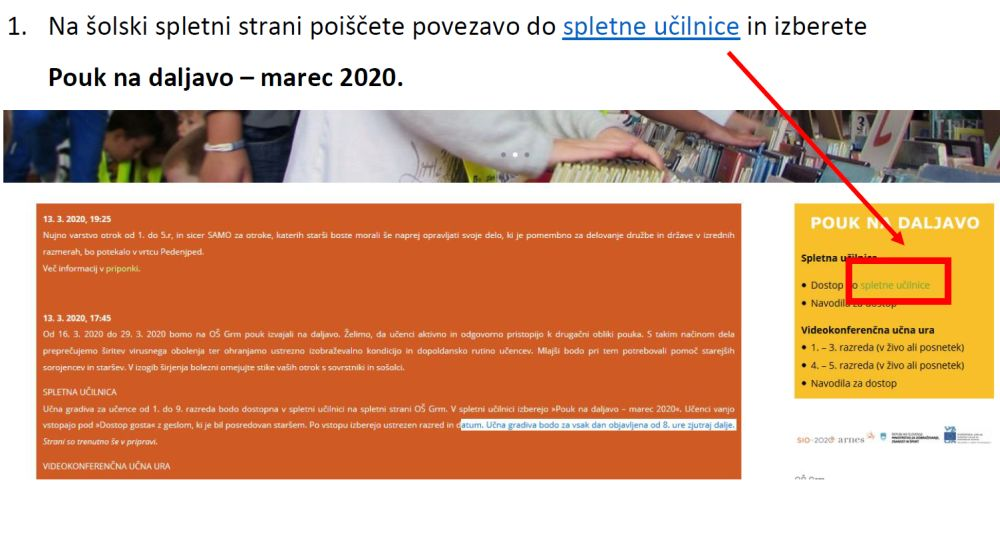 1. Na šolski spletni strani poiščete povezavo do spletne učilnice in izberete
Pouk na daljavo – marec 2020.
13. 3. 2020, 19:25
Nujno varstvo otrok od 1. do 5.r, in sicer SAMO za otroke, katerih starši boste morali še naprej opravljati svoje delo, ki je pomembno za delovanje družbe in države v izrednih
razmerah, bo potekalo v vrtcu Pedenjped.
Več informacij v priponki.
13. 3. 2020, 17:45
Od 16. 3. 2020 do 29. 3. 2020 bomo na OŠ Grm pouk izvajali na daljavo. Želimo, da učenci aktivno in odgovorno pristopijo k drugačni obliki pouka. S takim načinom dela
preprečujemo širitev virusnega obolenja ter ohranjamo ustrezno izobraževalno kondicijo in dopoldansko rutino učencev. Mlajši bodo pri tem potrebovali pomoč starejših
sorojencev in staršev. V izogib širjenja bolezni omejujte stike vaših otrok s sovrstniki in sošolci.
SPLETNA UČILNICA
Učna gradiva za učence od 1. do 9. razreda bodo dostopna v spletni učilnici na spletni strani OŠ Grm. V spletni učilnici izberejo »Pouk na daljavo – marec 2020«. Učenci vanjo
vstopajo pod »Dostop gosta« z geslom, ki je bil posredovan staršem. Po vstopu izberejo ustrezen razred in datum. Učna gradiva bodo za vsak dan objavljena od 8. ure zjutraj dalje.
Strani so trenutno še v pripravi.
VIDEOKONFERENČNA UČNA URA
POUK NA DALJAVO
Spletna učilnica
• Dostop do spletne učilnice
• Navodila za dostop
Videokonferenčna učna ura
• 1. – 3. razreda (v živo ali posnetek)
• 4. – 5. razreda (v živo ali posnetek)
• Navodila za dostop
SIO-2020 arnes
REPUBLIKA SLOVENIJA
MINISTRSTVO ZA IZOBRAŽEVANJE,
ZNANOST IN ŠPORT
OŠ Grm